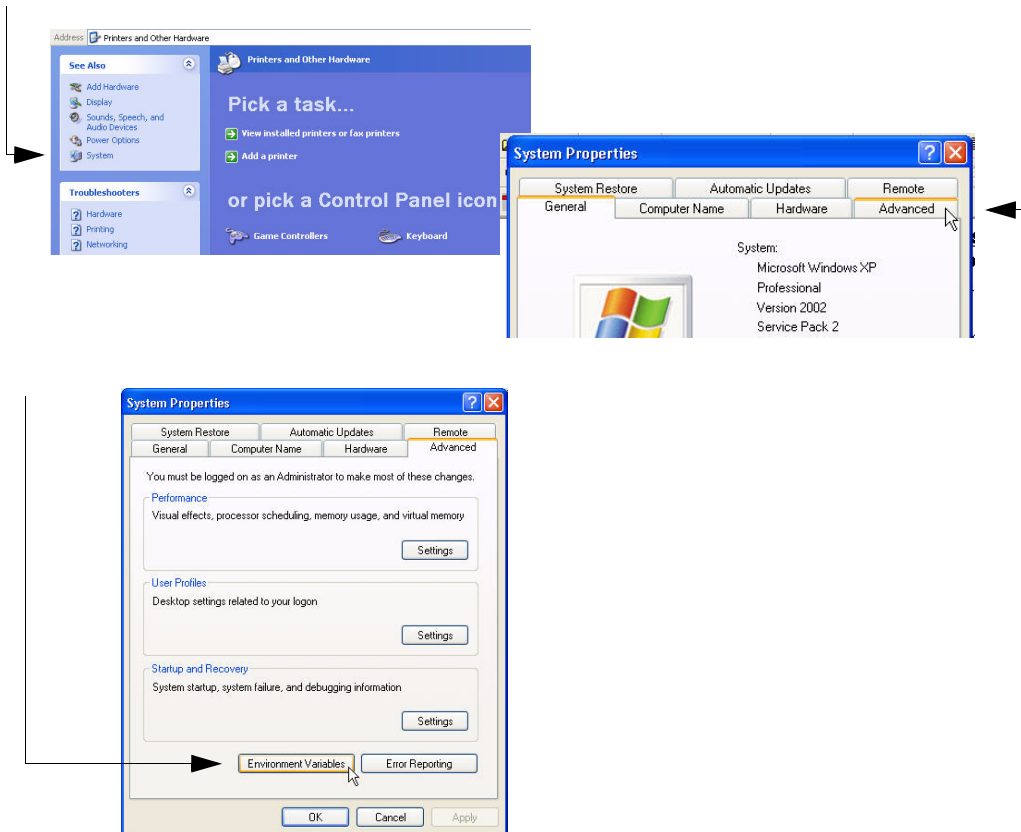 Address Printers and Other Hardware
See Also
Add Hardware
Display
Sounds, Speech, and
Audio Devices
Power Options
System
Troubleshooters
Hardware
Printing
Networking
Printers and Other Hardware
Pick a task...
View installed printers or fax printers
Add a printer
or pick a Control Panel icon
Game Controllers
Keyboard
System Properties
System Restore
Automatic Updates
Remote
General
Computer Name
Hardware
Advanced
System:
Microsoft Windows XP
Professional
Version 2002
Service Pack 2
System Properties
System Restore
Automatic Updates
Remote
General
Computer Name
Hardware
Advanced
You must be logged on as an Administrator to make most of these changes.
Performance
Visual effects, processor scheduling, memory usage, and virtual memory
Settings
User Profiles
Desktop settings related to your logon
Settings
Startup and Recovery
System startup, system failure, and debugging information
Settings
Environment Variables
Error Reporting
OK
Cancel
Apply